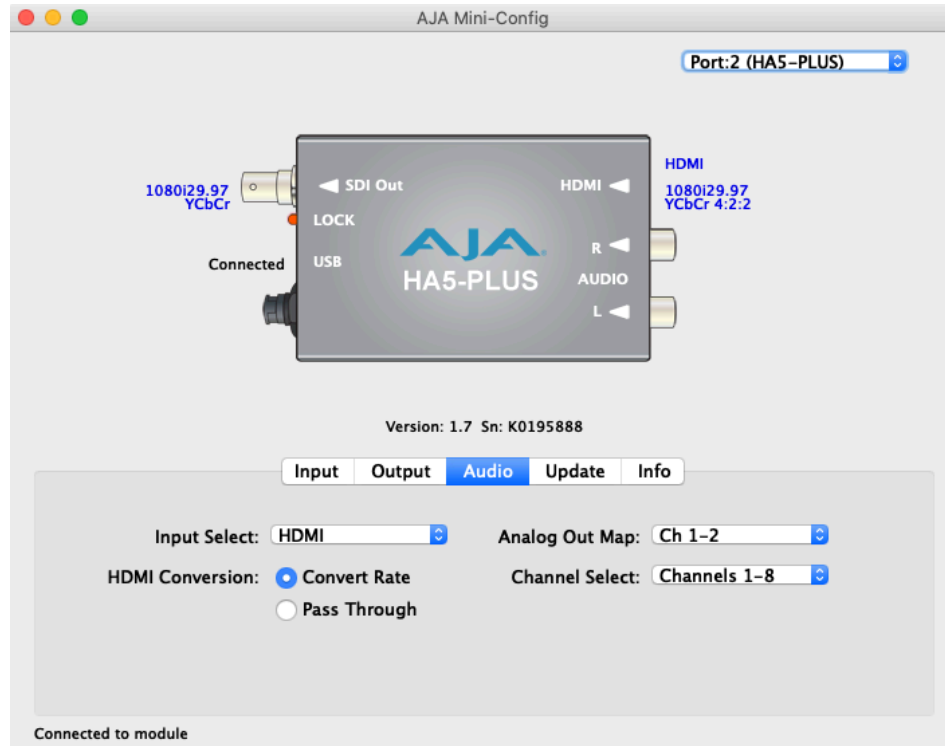 AJA Mini-Config
Port:2 (HA5-PLUS)
HDMI
1080i29.97
YCbCr
SDI Out
HDMI
1080i29.97
YCbCr 4:2:2
LOCK
Connected
USB
AJA
HA5-PLUS
R
AUDIO
L
Version: 1.7 Sn: K0195888
Input Output Audio Update Info
Input Select: HDMI Analog Out Map: Ch 1-2
HDMI Conversion: Convert Rate Channel Select: Channels 1-8
Pass Through
Connected to module